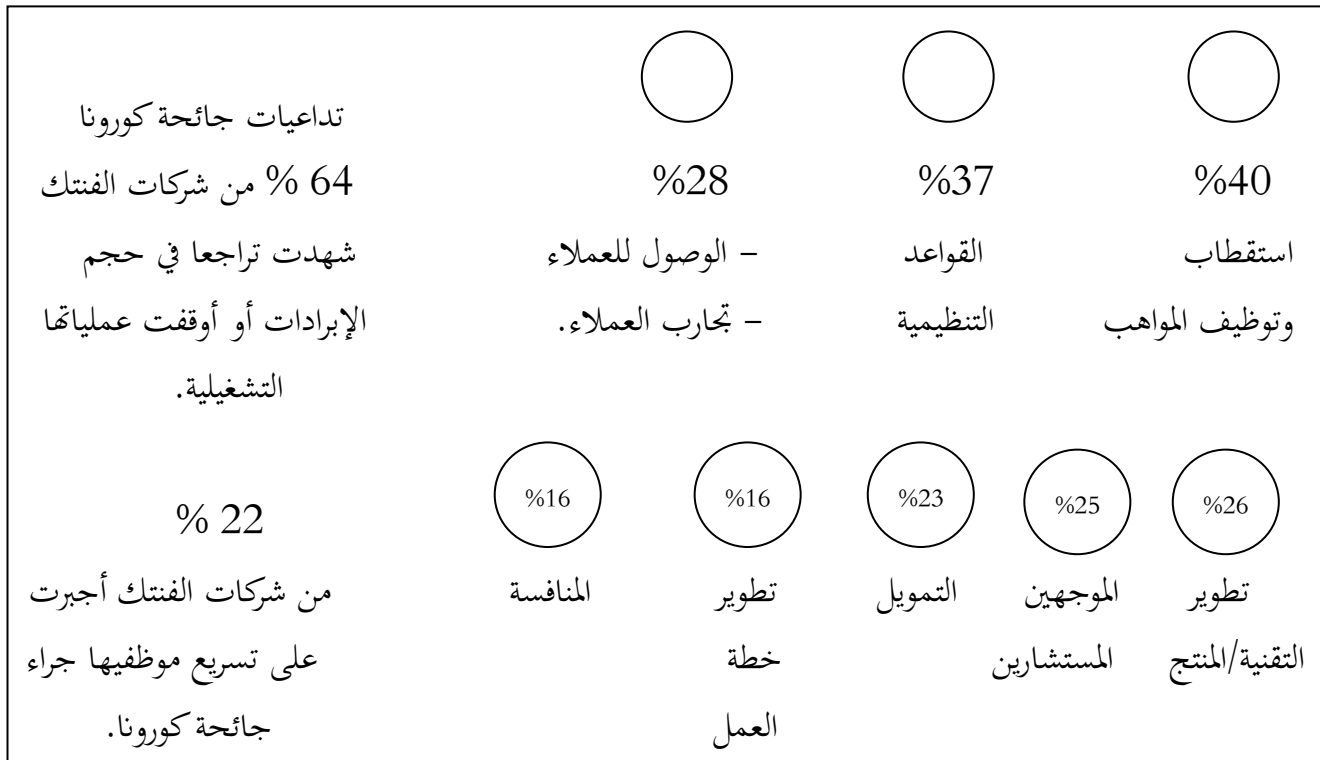 %40
استقطاب
وتوظيف المواهب
%37
القواعد
التنظيمية
%28
– الوصول للعملاء
– تجارب العملاء.
تداعيات جائحة كورونا
64 % من شركات الفنتك
شهدت تراجعا في حجم
الإيرادات أو أوقفت عملياتها
التشغيلية.
%26
تطوير
التقنية/المنتج
%25
الموجهين
المستشارين
%23
التمويل
%16
تطوير
خطة
العمل
%16
المنافسة
22 %
من شركات الفنتك أجبرت
على تسريع موظفيها جراء
جائحة كورونا.